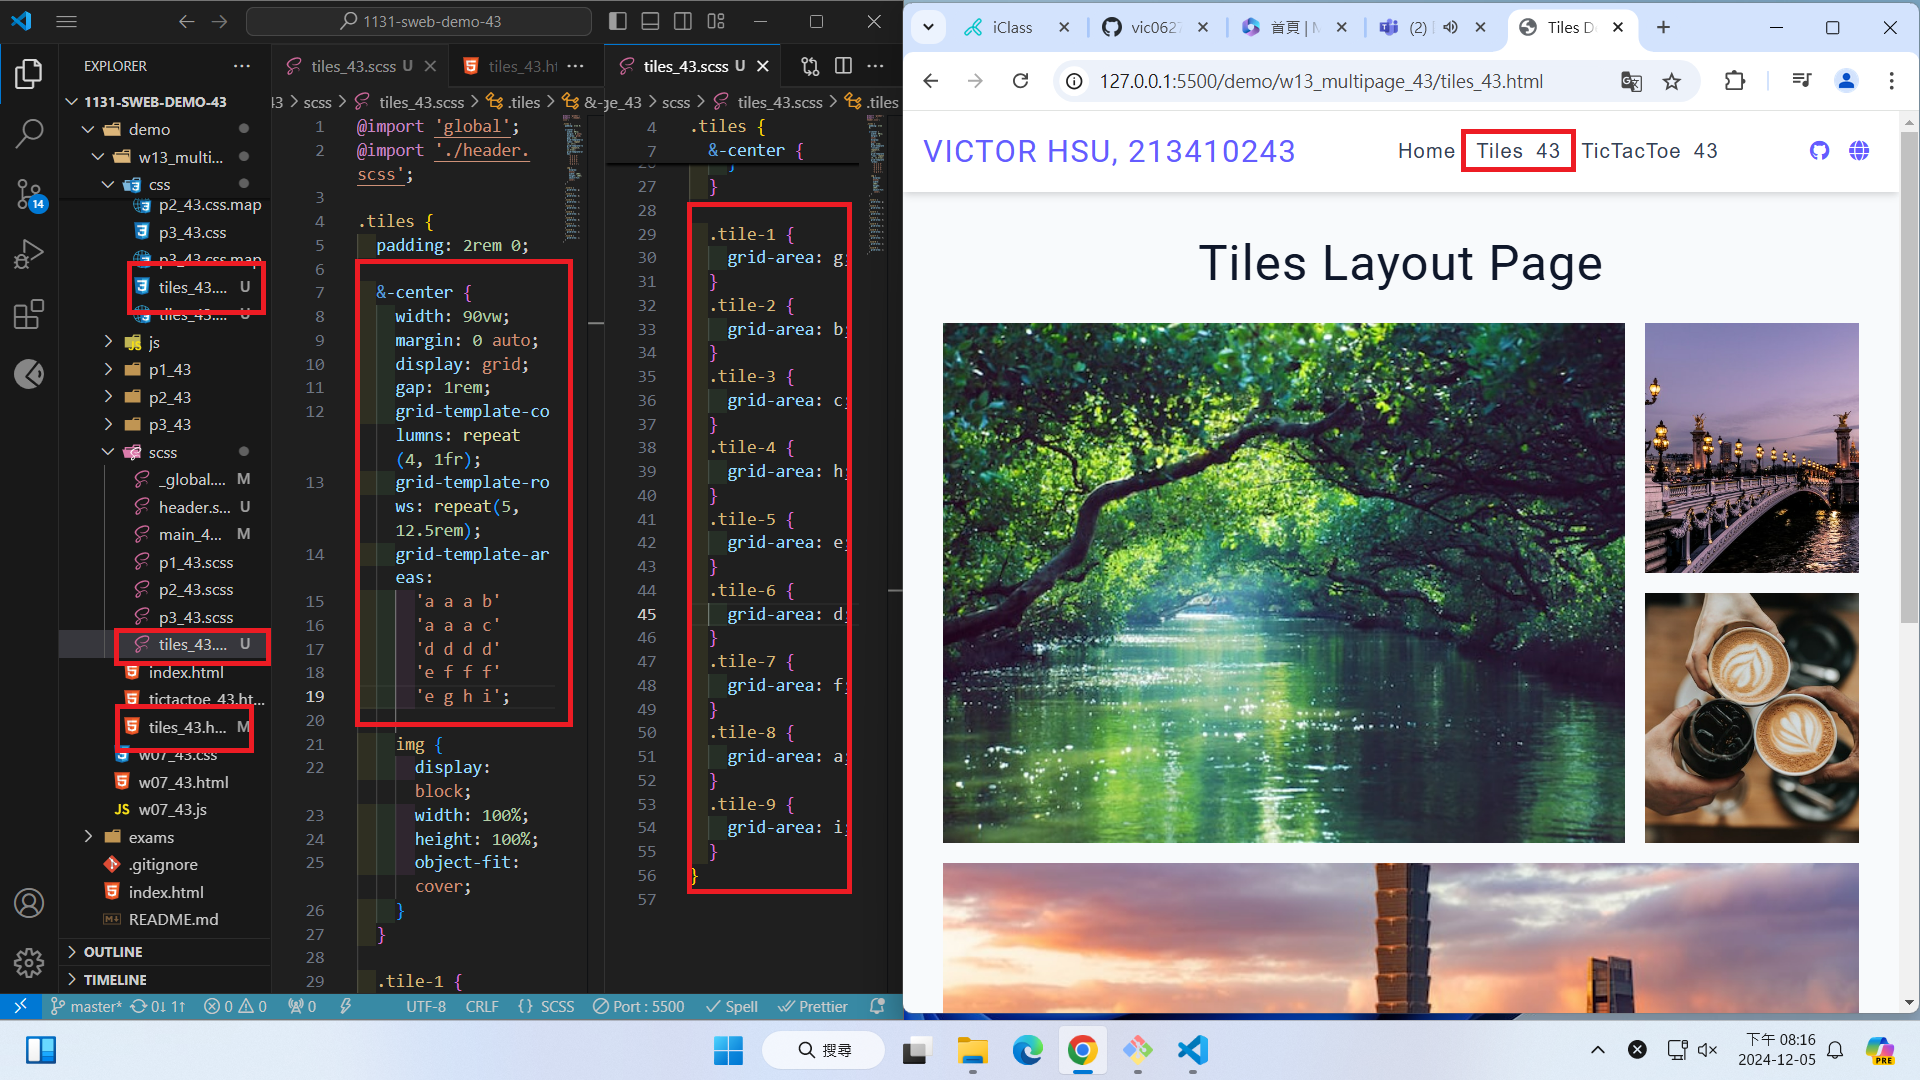 1131-sweb-demo-43
EXPLORER
1131-SWEB-DEMO-43
demo
w13_multi...
css
p2_43.css.map
p3_43.css
p3_43.css.map
tiles_43.... U
tiles_43.... U
js
p1_43
p2_43
p3_43
scss
_global.... M
header.s... U
main_4... M
p1_43.scss
p2_43.scss
p3_43.scss
tiles_43.... U
index.html
tictactoe_43.ht...
tiles_43.h... M
w07_43.css
w07_43.html
JS w07_43.js
exams
.gitignore
index.html
README.md
OUTLINE
TIMELINE
tiles_43.scss U
tiles_43.ht
43 > scss > tiles_43.scss > .tiles > &-
1 @import 'global';
2 @import './header.
scss';
3
4 .tiles {
5 padding: 2rem 0;
6
7 &-center {
8 width: 90vw;
9 margin: 0 auto;
10 display: grid;
11 gap: 1rem;
12 grid-template-co
lumns: repeat
(4, 1fr);
13 grid-template-ro
ws: repeat(5,
12.5rem);
14 grid-template-ar
eas:
15 'a a a b'
16 'a a a c'
17 'd d d d'
18 'e f f f'
19 'e g h i';
20
21 img {
22 display:
block;
23 width: 100%;
24 height: 100%;
25 object-fit:
cover;
26 }
27 }
28
29 .tile-1 {
tiles_43.scss U
ge_43 > scss > tiles_43.scss > .tiles
4 .tiles {
7 &-center {
27 }
28
29 .tile-1 {
30 grid-area: g;
31 }
32 .tile-2 {
33 grid-area: b;
34 }
35 .tile-3 {
36 grid-area: c;
37 }
38 .tile-4 {
39 grid-area: h;
40 }
41 .tile-5 {
42 grid-area: e;
43 }
44 .tile-6 {
45 grid-area: d;
46 }
47 .tile-7 {
48 grid-area: f;
49 }
50 .tile-8 {
51 grid-area: a;
52 }
53 .tile-9 {
54 grid-area: i;
55 }
56 }
57
14
master* 0↓ 1↑ 0 0 0 UTF-8 CRLF {} SCSS Port : 5500 Spell Prettier
iClass
vic0627
首頁 | M
(2)
Tiles De
127.0.0.1:5500/demo/w13_multipage_43/tiles_43.html
VICTOR HSU, 213410243
Home Tiles 43 TicTacToe 43
Tiles Layout Page
搜尋
PRE
下午 08:16
2024-12-05